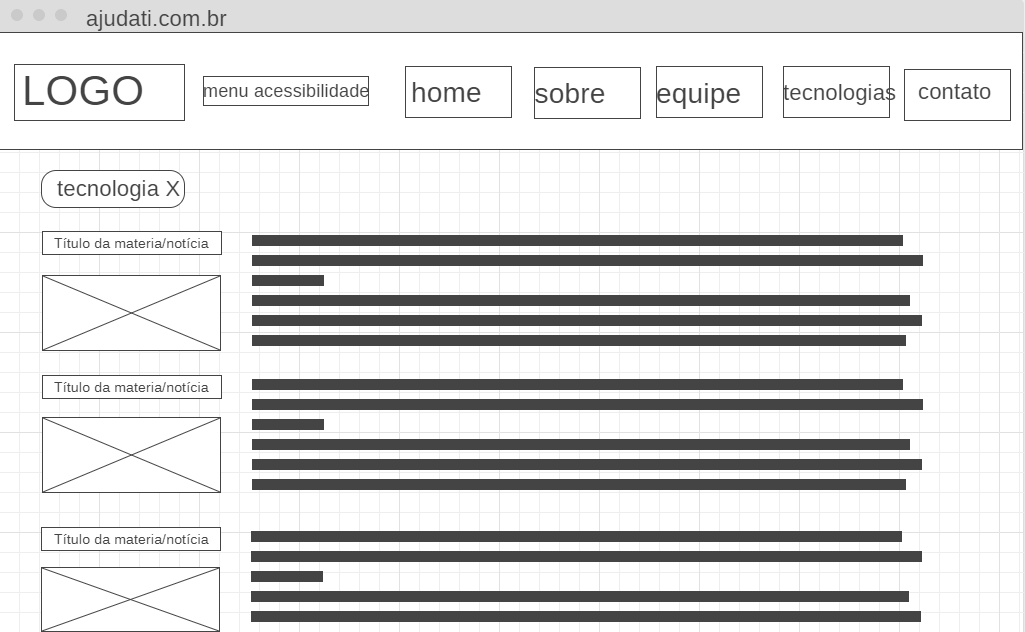 ajudati.com.br
LOGO
menu acessibilidade
home
sobre
equipe
tecnologias
contato
tecnologia X
Título da materia/notícia
Título da materia/notícia
Título da materia/notícia